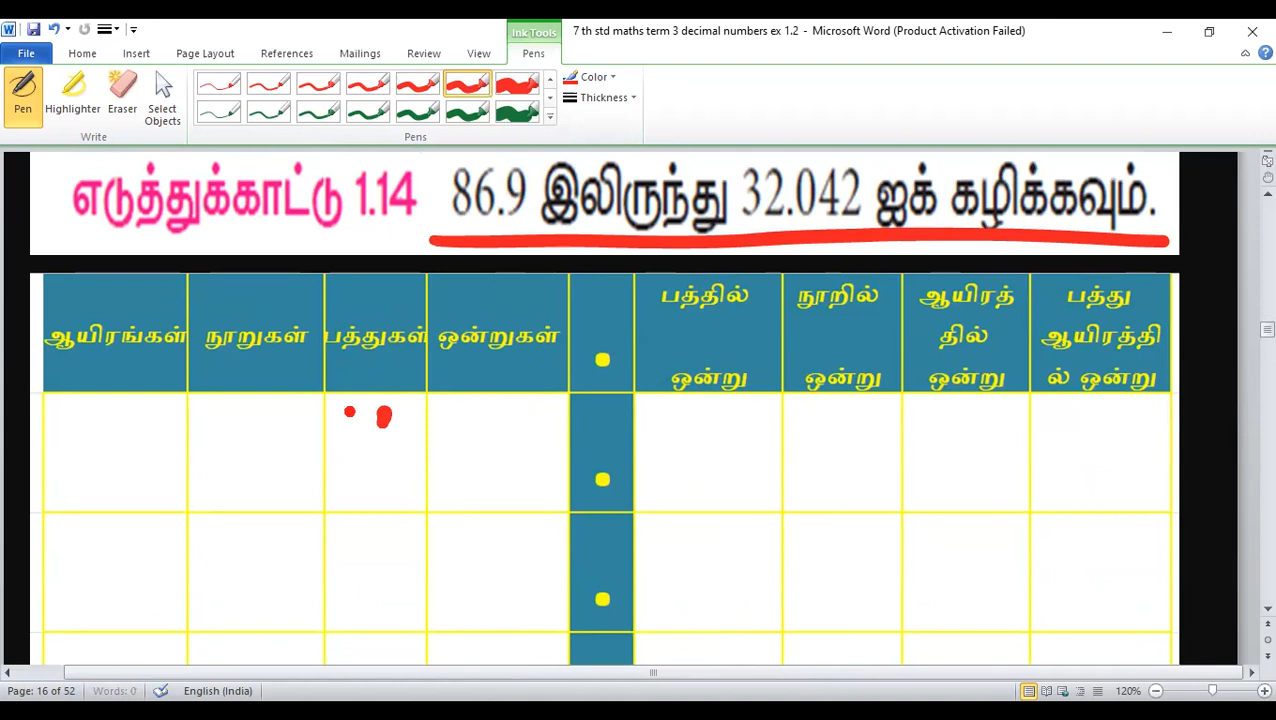 7 th std maths term 3 decimal numbers ex 1.2 - Microsoft Word (Product Activation Failed)
Ink Tools
File Home Insert Page Layout References Mailings Review View Pens
Pen Highlighter Eraser Select Objects
Color
Thickness
Write Pens
எடுத்துக்காட்டு 1.14 86.9 இலிருந்து 32.042 ஐக் கழிக்கவும்.
ஆயிரங்கள் நூறுகள் பத்துகள் ஒன்றுகள் . பத்தில் ஒன்று நூறில் ஒன்று ஆயிரத்தில் ஒன்று பத்து ஆயிரத்தில் ஒன்று
.
.
Page: 16 of 52 Words: 0 English (India) 120%